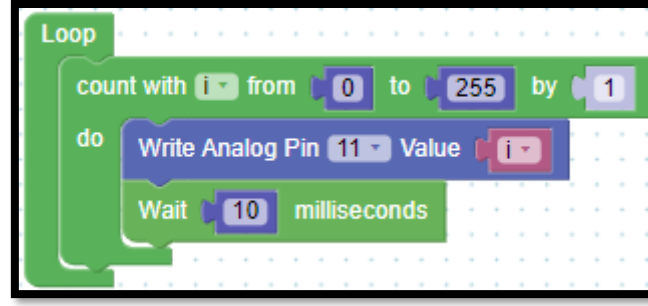 Loop
count with i from 0 to 255 by 1
do
Write Analog Pin 11 Value i
Wait 10 milliseconds